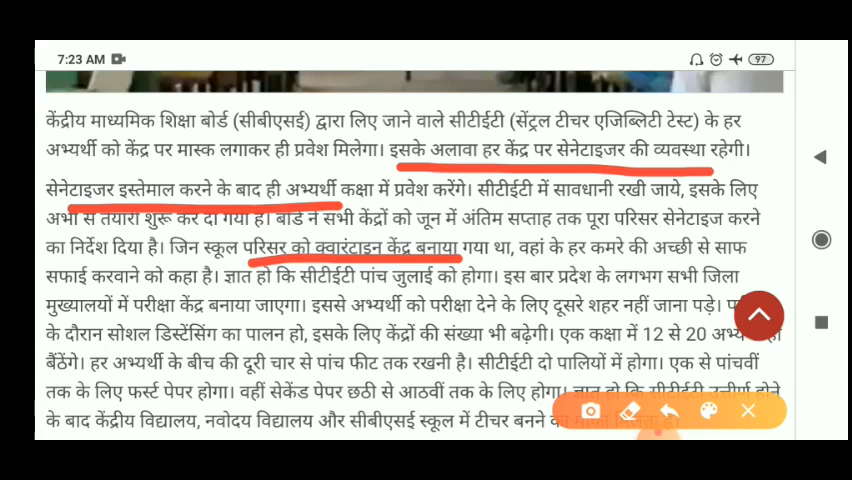 7:23 AM
97
केंद्रीय माध्यमिक शिक्षा बोर्ड (सीबीएसई) द्वारा लिए जाने वाले सीटीईटी (सेंट्रल टीचर एजिब्लिटी टेस्ट) के हर
अभ्यर्थी को केंद्र पर मास्क लगाकर ही प्रवेश मिलेगा। इसके अलावा हर केंद्र पर सेनेटाइजर की व्यवस्था रहेगी।
सेनेटाइजर इस्तेमाल करने के बाद ही अभ्यर्थी कक्षा में प्रवेश करेंगे। सीटीईटी में सावधानी रखी जाये, इसके लिए
अभी से तैयारी शुरू कर दी गयी है। बोर्ड ने सभी केंद्रों को जून में अंतिम सप्ताह तक पूरा परिसर सेनेटाइज करने
का निर्देश दिया है। जिन स्कूल परिसर को क्वारंटाइन केंद्र बनाया गया था, वहां के हर कमरे की अच्छी से साफ
सफाई करवाने को कहा है। ज्ञात हो कि सीटीईटी पांच जुलाई को होगा। इस बार प्रदेश के लगभग सभी जिला
मुख्यालयों में परीक्षा केंद्र बनाया जाएगा। इससे अभ्यर्थी को परीक्षा देने के लिए दूसरे शहर नहीं जाना पड़े।
के दौरान सोशल डिस्टेंसिंग का पालन हो, इसके लिए केंद्रों की संख्या भी बढ़ेगी। एक कक्षा में 12 से 20
बैठेंगे। हर अभ्यर्थी के बीच की दूरी चार से पांच फीट तक रखनी है। सीटीईटी दो पालियों में होगा। एक से पांचवीं
तक के लिए फर्स्ट पेपर होगा। वहीं सेकेंड पेपर छठी से आठवीं तक के लिए होगा। ज्ञात हो कि सीटीईटी उत्तीर्ण होने
के बाद केंद्रीय विद्यालय, नवोदय विद्यालय और सीबीएसई स्कूल में टीचर बनने का मौका मिलता है।